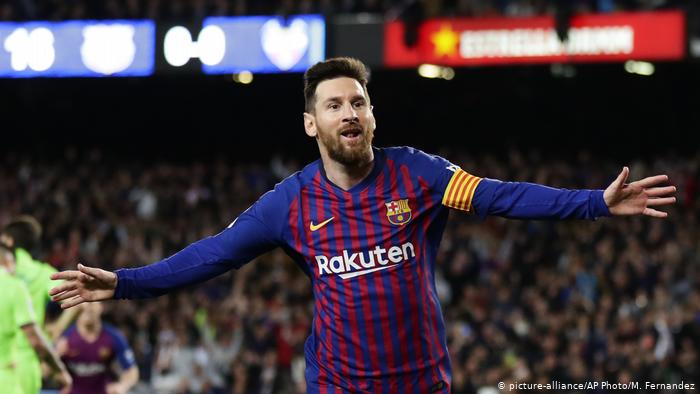 16
0-0
ESTRELLA DAMM
Rakuten
© picture-alliance/AP Photo/M. Fernandez